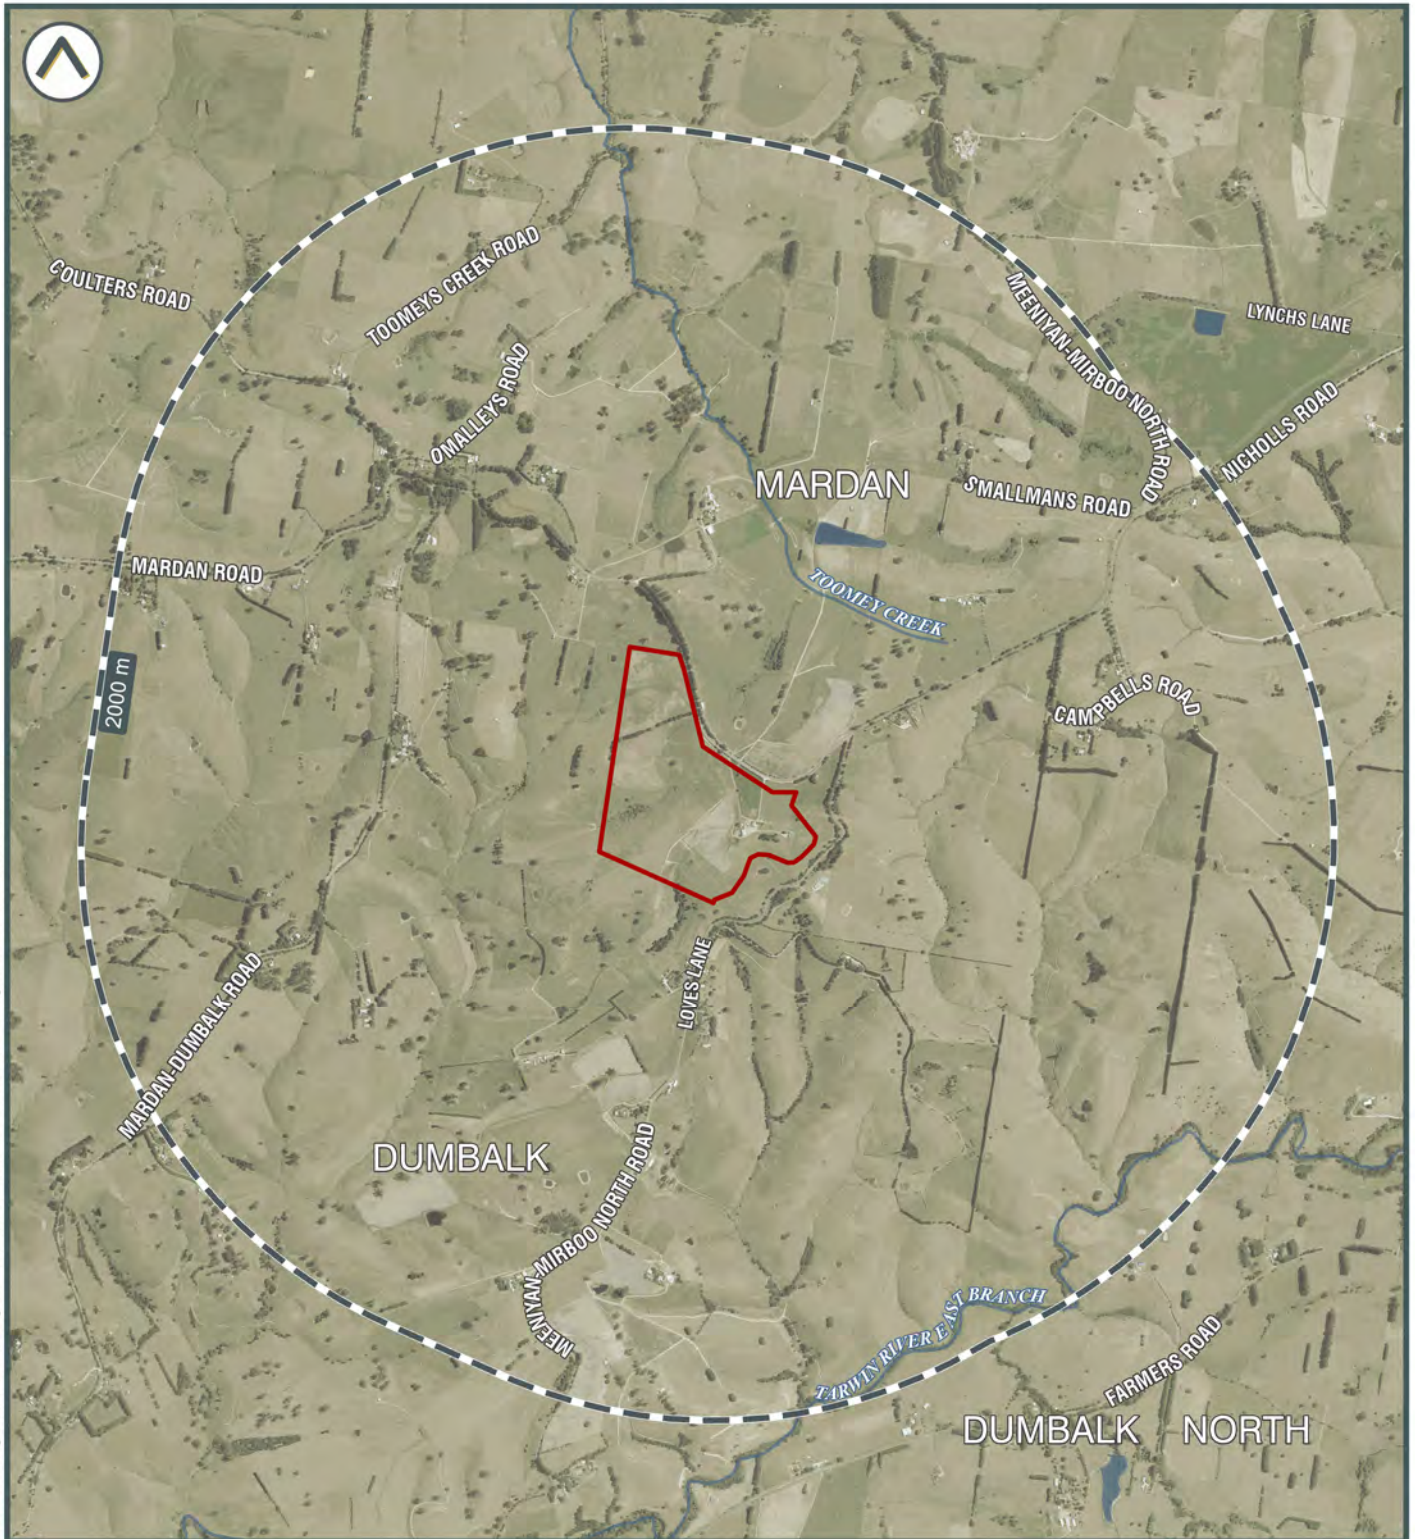 TOOMEYS CREEK ROAD
COULTERS ROAD
MEENIYAN-MIRBOO NORTH ROAD
LYNCHS LANE
OMALLEYS ROAD
NICHOLLS ROAD
MARDAN
SMALLMANS ROAD
MARDAN ROAD
TOOMEY CREEK
2000 m
CAMPBELLS ROAD
LOVES LANE
MARDAN-DUMBALK ROAD
DUMBALK
MEENIYAN-MIRBOO NORTH ROAD
TARWIN RIVER EAST BRANCH
FARMERS ROAD
DUMBALK NORTH